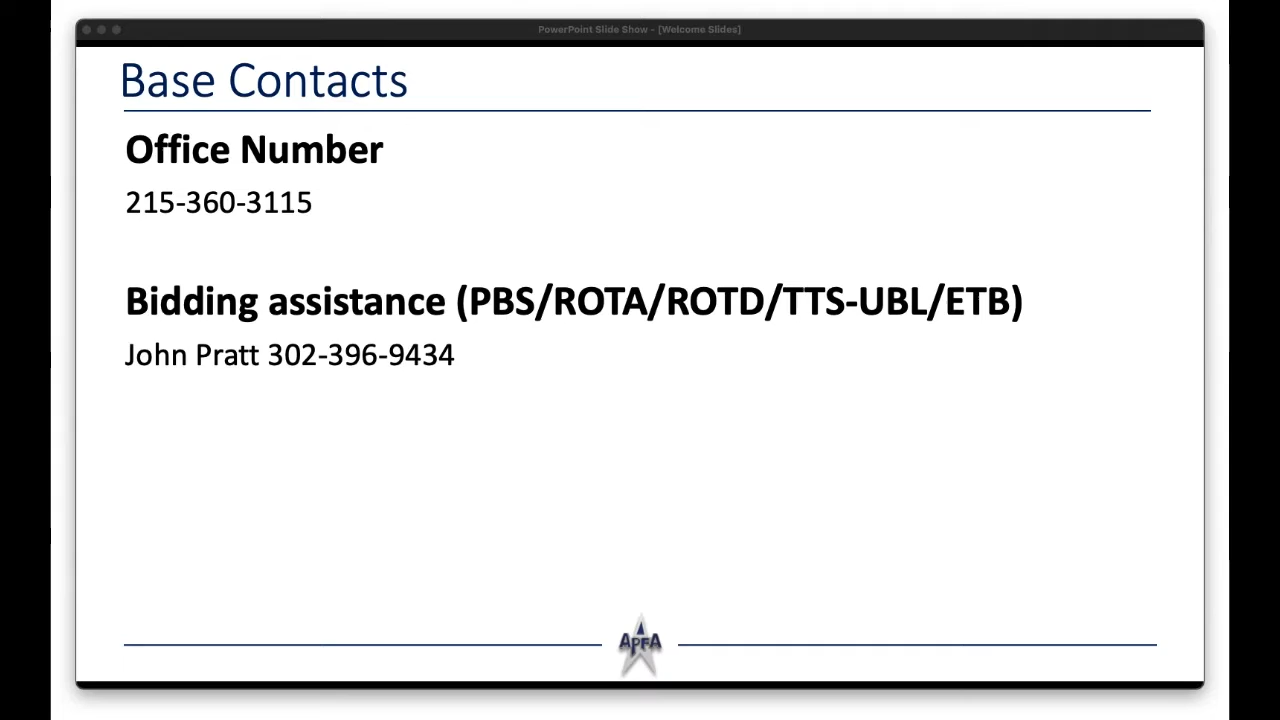 PowerPoint Slide Show - [Welcome Slides]
Base Contacts
Office Number
215-360-3115
Bidding assistance (PBS/ROTA/ROTD/TTS-UBL/ETB)
John Pratt 302-396-9434
APFA